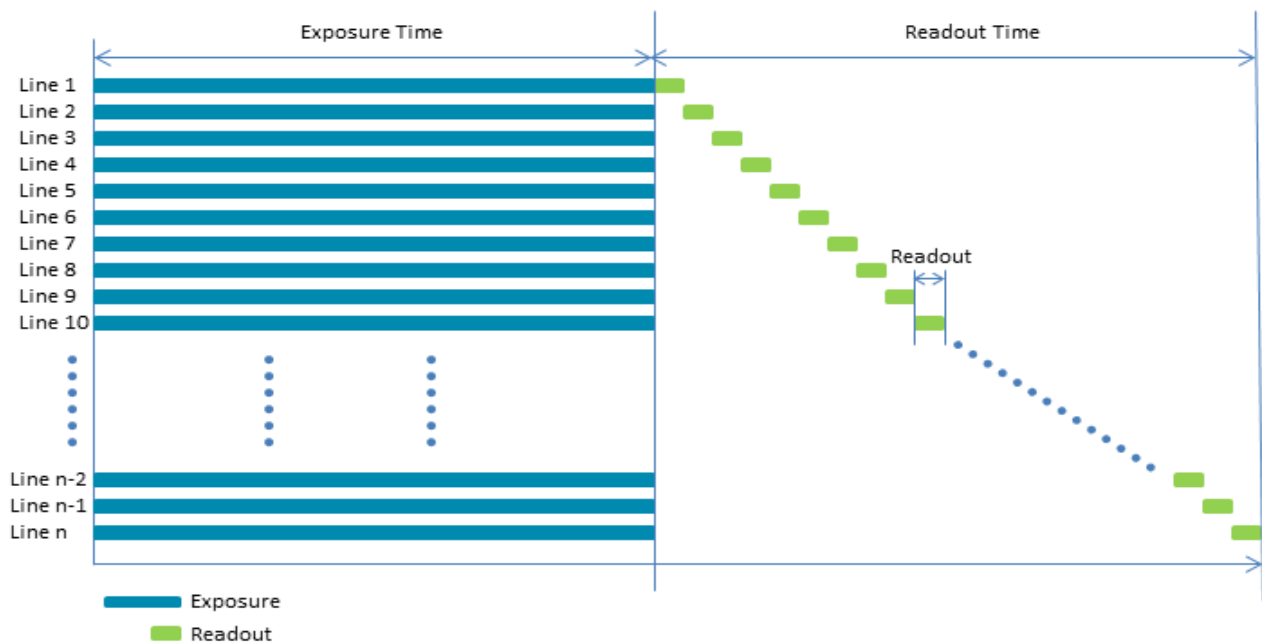 Exposure Time
Readout Time
Line 1
Line 2
Line 3
Line 4
Line 5
Line 6
Line 7
Line 8
Readout
Line 9
Line 10
Line n-2
Line n-1
Line n
Exposure
Readout